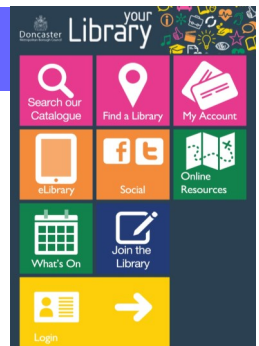 your
Doncaster Library
Metropolitan Borough Council
Search our
Catalogue
Find a Library
My Account
eLibrary
Social
Online
Resources
What's On
Join the
Library
Login